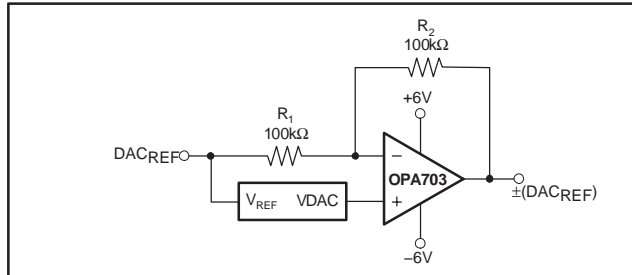 R2
100kΩ
+6V
R1
100kΩ
DACREF
OPA703
±(DACREF)
VREF VDAC
−6V